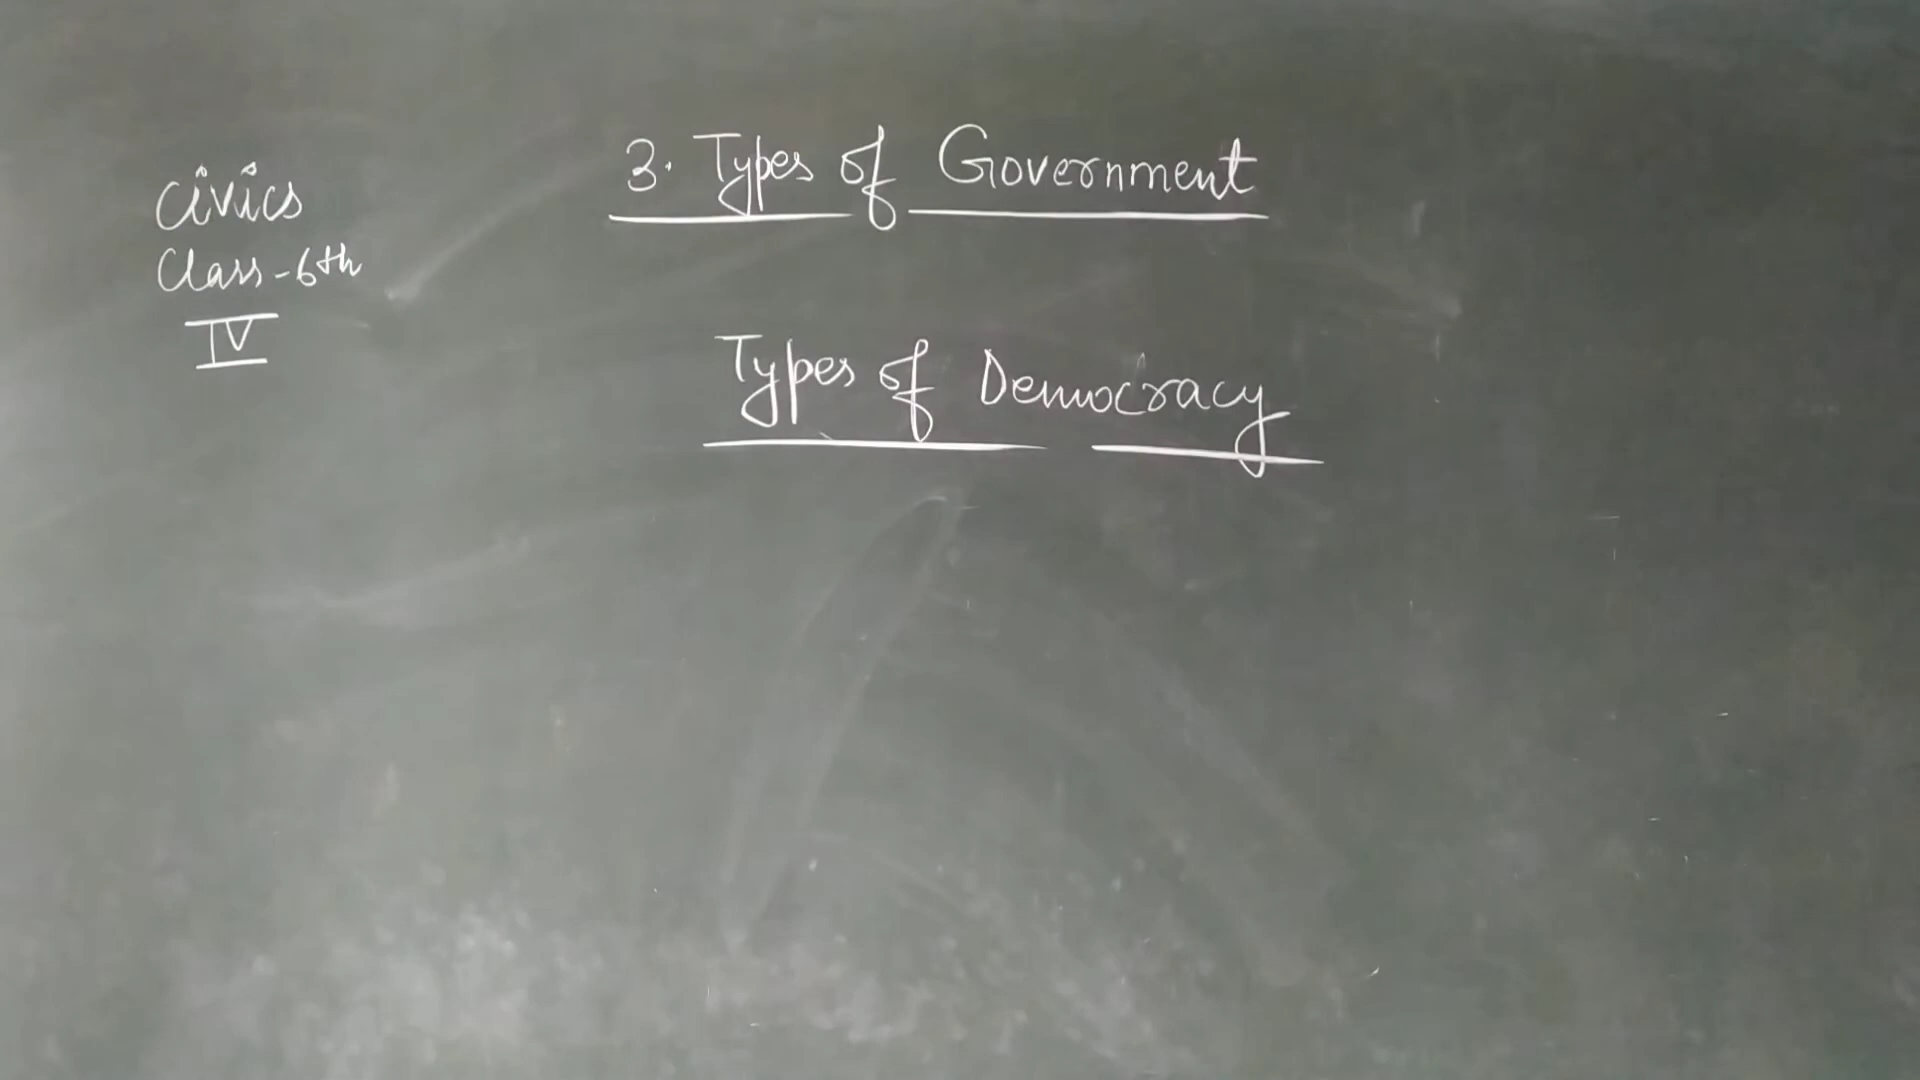 3. Types of Government
Civics
Class-6th
IV
Types of Democracy